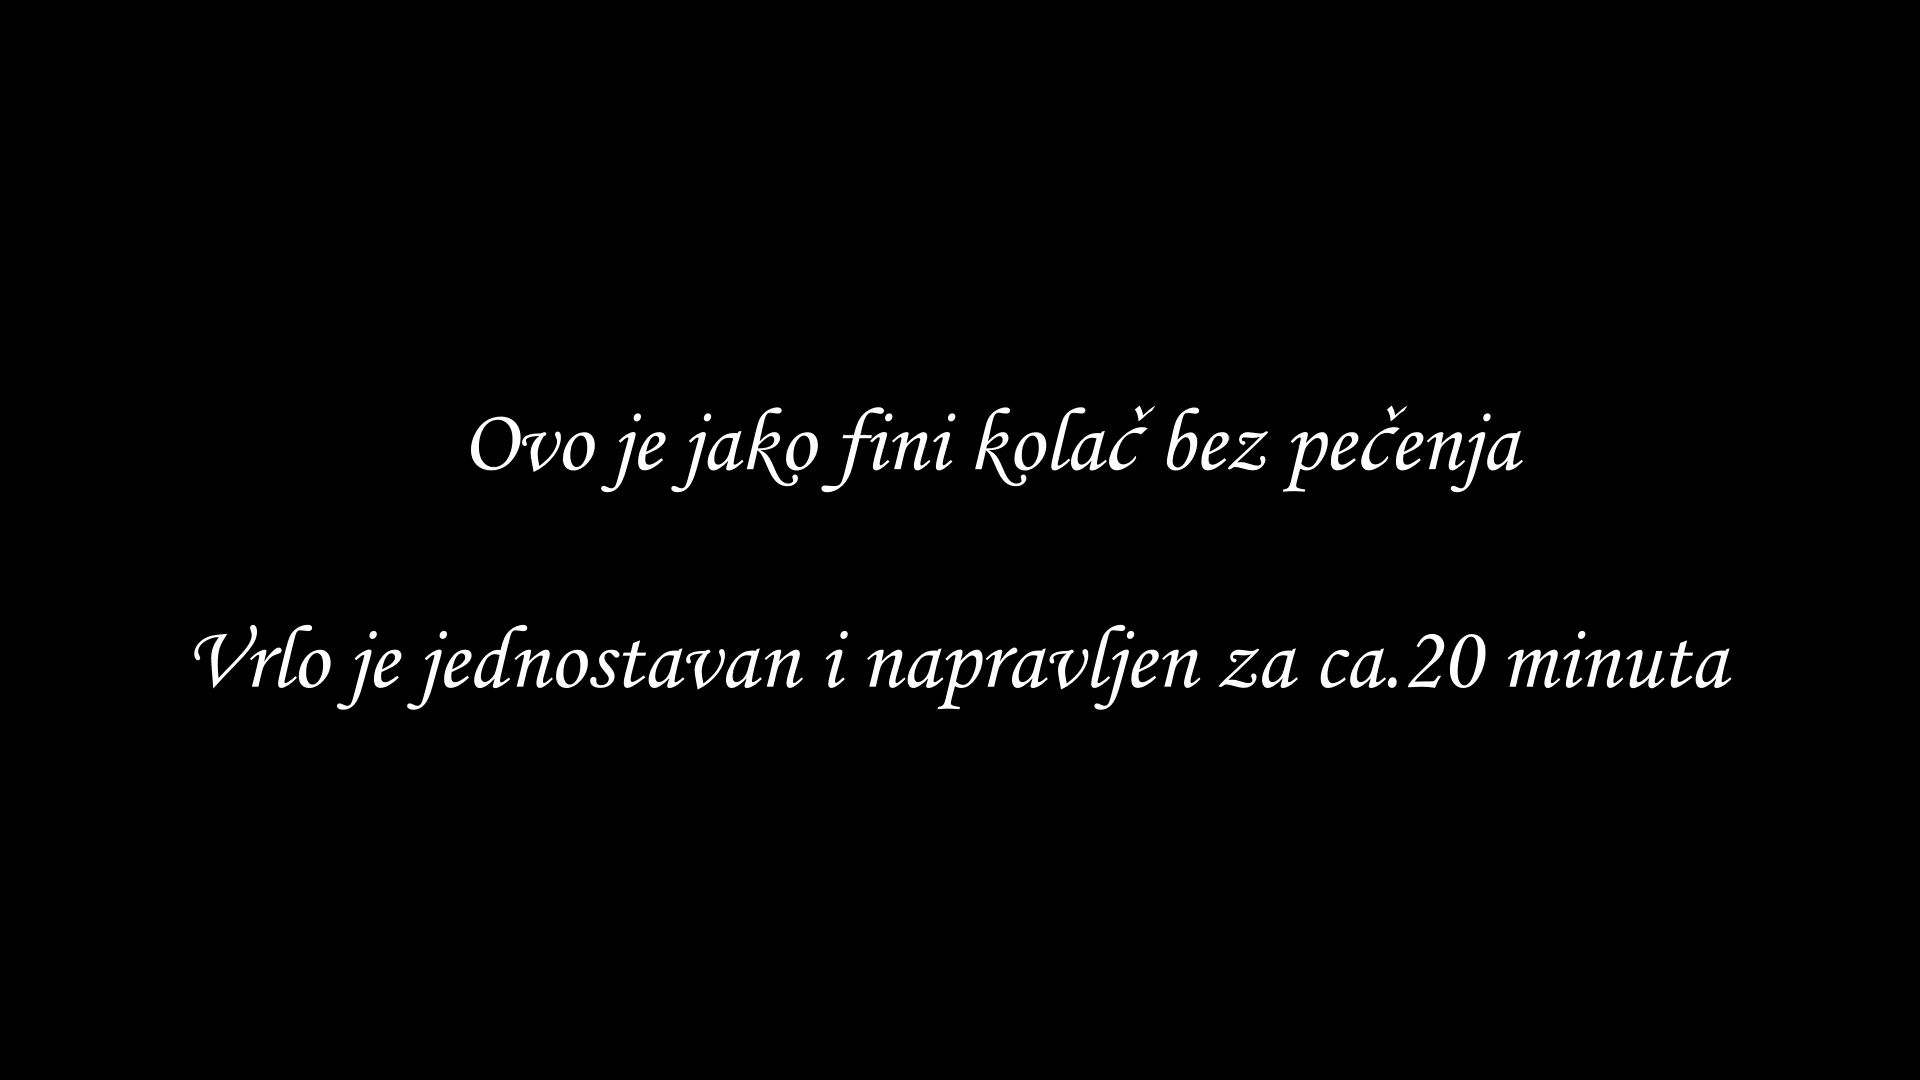 Ovo je jako fini kolač bez pečenja
Vrlo je jednostavan i napravljen za ca.20 minuta